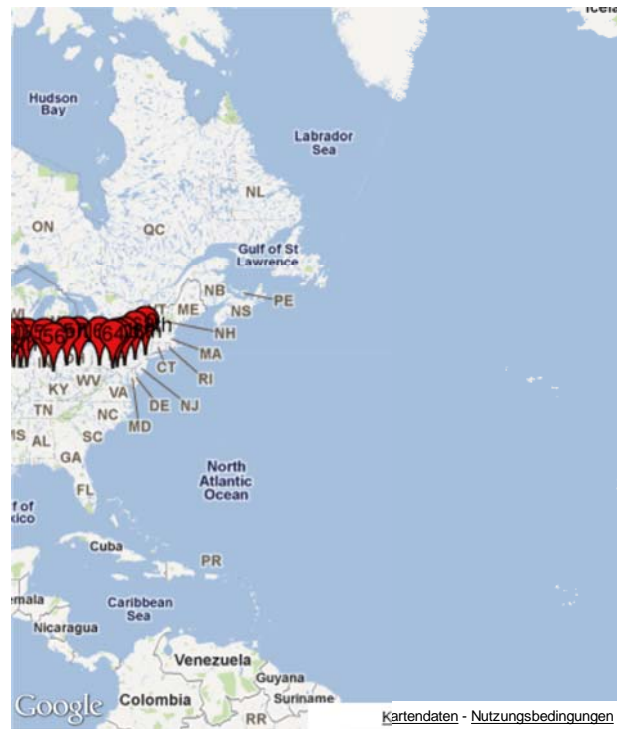 Hudson
Bay
Labrador
Sea
NL
ON
QC
Gulf of St
Lawrence
NB
PE
ME
NS
NH
MA
56
64
CT
RI
KY
WV
VA
DE
NJ
TN
NC
MD
AL
SC
GA
North
Atlantic
Ocean
FL
Cuba
PR
Caribbean
Sea
Nicaragua
Venezuela
Guyana
Colombia
Suriname
Google
RR
Kartendaten - Nutzungsbedingungen